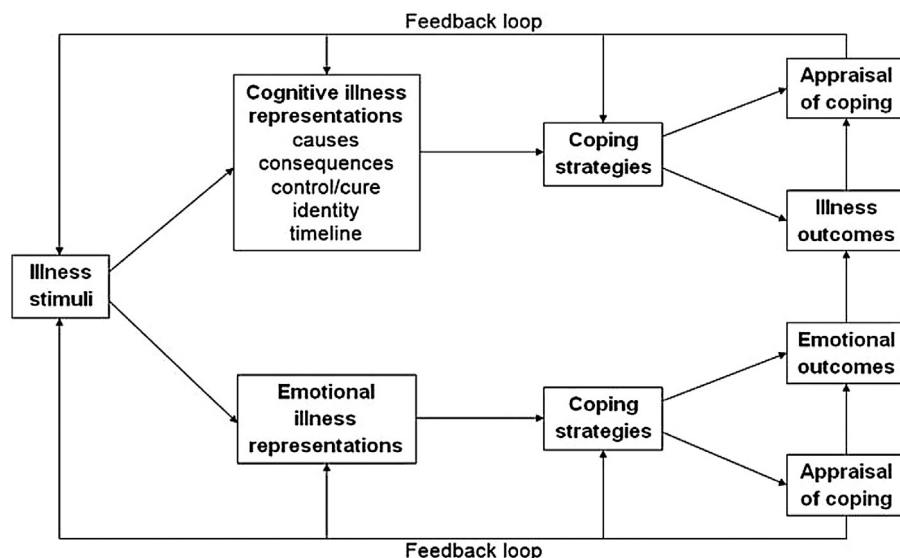 Feedback loop
Appraisal
of coping
Cognitive illness
representations
causes
consequences
control/cure
identity
timeline
Coping
strategies
Illness
outcomes
Illness
stimuli
Emotional
outcomes
Emotional
illness
representations
Coping
strategies
Appraisal
of coping
Feedback loop